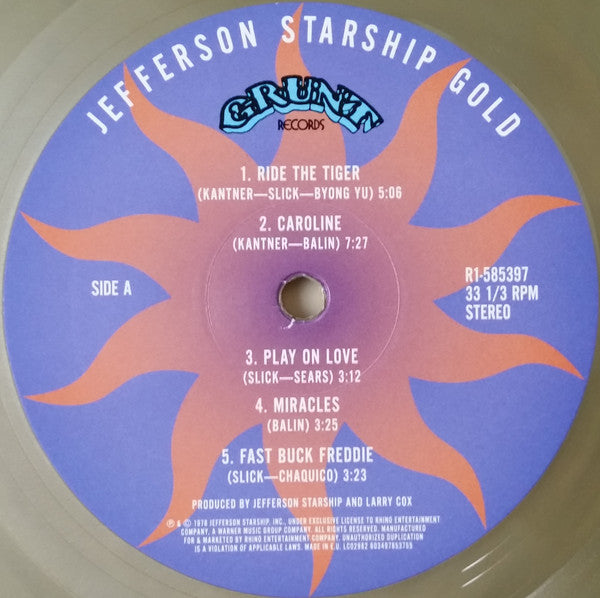 JEFFERSON STARSHIP GOLD
GRUNT
RECORDS
1. RIDE THE TIGER
(KANTNER—SLICK—BYONG YU) 5:06
2. CAROLINE
(KANTNER—BALIN) 7:27
SIDE A
R1-585397
33 1/3 RPM
STEREO
3. PLAY ON LOVE
(SLICK—SEARS) 3:12
4. MIRACLES
(BALIN) 3:25
5. FAST BUCK FREDDIE
(SLICK—CHAQUICO) 3:23
PRODUCED BY JEFFERSON STARSHIP AND LARRY COX
℗ & © 1978 JEFFERSON STARSHIP, INC., UNDER EXCLUSIVE LICENSE TO RHINO ENTERTAINMENT
COMPANY, A WARNER MUSIC GROUP COMPANY. ALL RIGHTS RESERVED. MANUFACTURED
FOR & MARKETED BY RHINO ENTERTAINMENT COMPANY. UNAUTHORIZED DUPLICATION
IS A VIOLATION OF APPLICABLE LAWS. MADE IN E.U. LC02982 603497853755